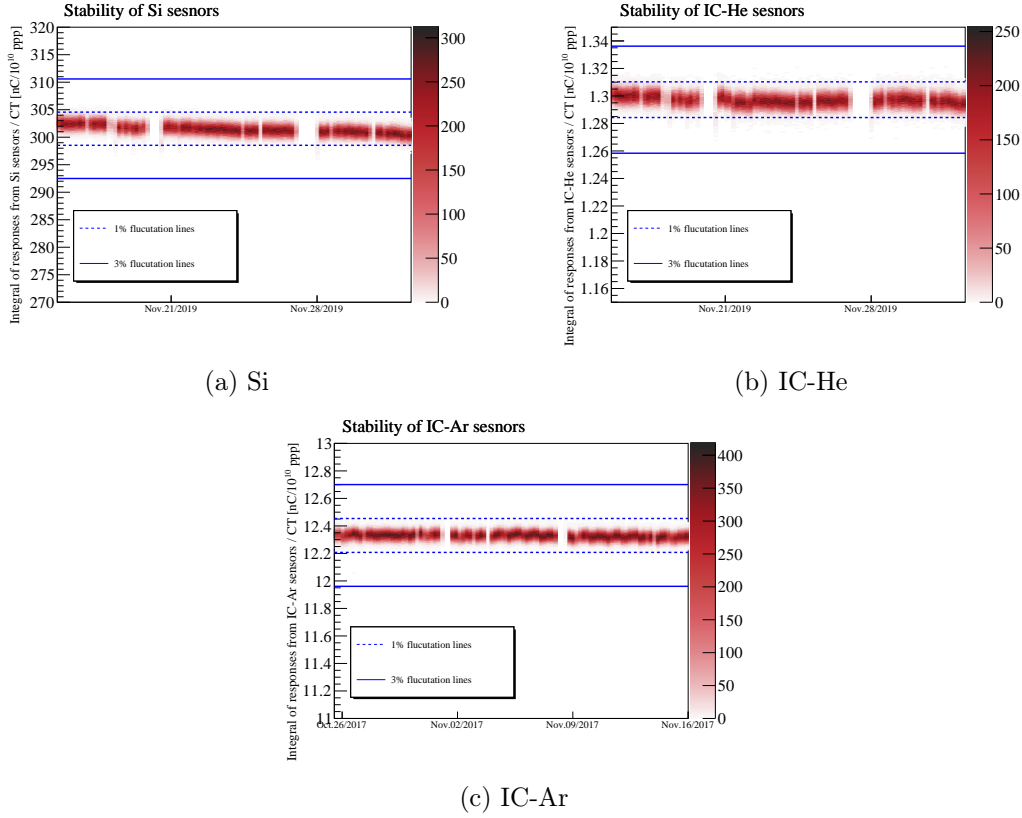 Stability of Si sesnors
Integral of responses from Si sensors / CT [nC/10^10 ppp]
320
315
310
305
300
295
290
285
280
275
270
1% flucutation lines
3% flucutation lines
Nov.21/2019
Nov.28/2019
300
250
200
150
100
50
0
(a) Si
Stability of IC-He sesnors
Integral of responses from IC-He sensors / CT [nC/10^10 ppp]
1.34
1.32
1.3
1.28
1.26
1.24
1.22
1.2
1.18
1.16
1% flucutation lines
3% flucutation lines
Nov.21/2019
Nov.28/2019
250
200
150
100
50
0
(b) IC-He
Stability of IC-Ar sesnors
Integral of responses from IC-Ar sensors / CT [nC/10^10 ppp]
13
12.8
12.6
12.4
12.2
12
11.8
11.6
11.4
11.2
11
1% flucutation lines
3% flucutation lines
Oct.26/2017
Nov.02/2017
Nov.09/2017
Nov.16/2017
400
350
300
250
200
150
100
50
0
(c) IC-Ar